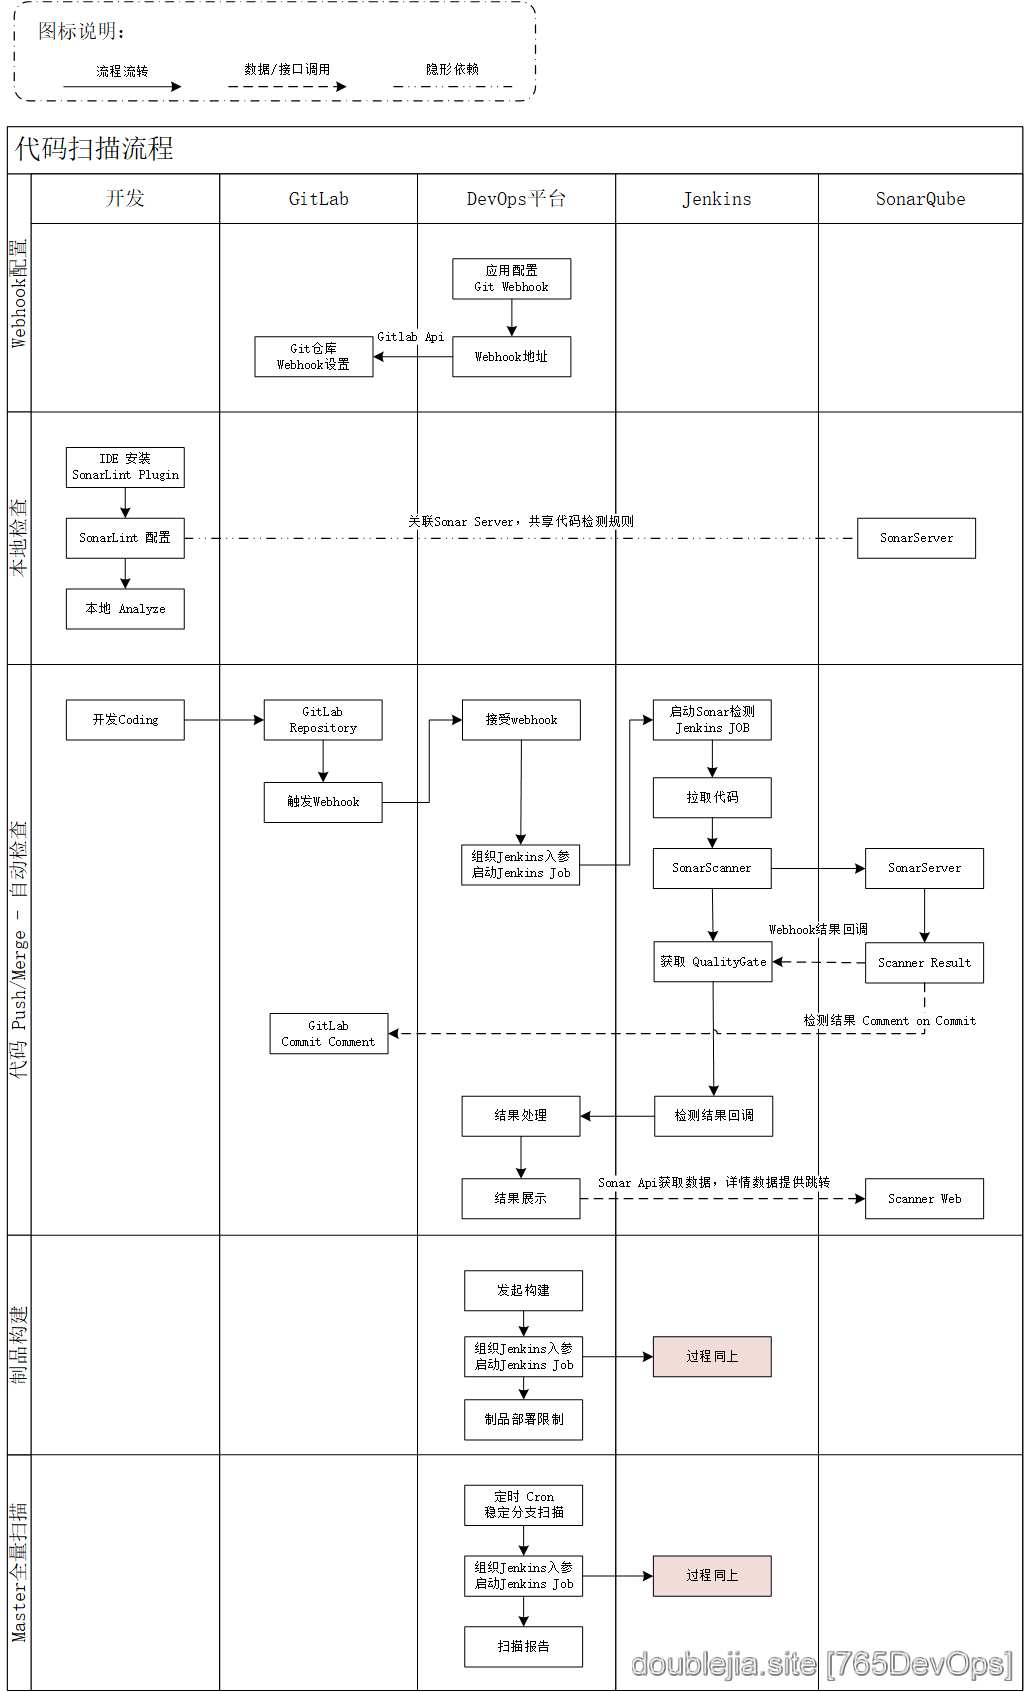 图标说明：
流程流转
数据/接口调用
隐形依赖
代码扫描流程
开发
GitLab
DevOps平台
Jenkins
SonarQube
Webhook配置
应用配置
Git Webhook
Gitlab Api
Git仓库
Webhook设置
Webhook地址
本地检查
IDE 安装
SonarLint Plugin
关联Sonar Server，共享代码检测规则
SonarLint 配置
SonarServer
本地 Analyze
代码 Push/Merge - 自动检查
开发Coding
GitLab
Repository
接受webhook
启动Sonar检测
Jenkins JOB
触发Webhook
拉取代码
组织Jenkins入参
启动Jenkins Job
SonarScanner
SonarServer
Webhook结果回调
获取 QualityGate
Scanner Result
检测结果 Comment on Commit
GitLab
Commit Comment
结果处理
检测结果回调
Sonar Api获取数据，详情数据提供跳转
结果展示
Scanner Web
制品构建
发起构建
组织Jenkins入参
启动Jenkins Job
过程同上
制品部署限制
Master全量扫描
定时 Cron
稳定分支扫描
组织Jenkins入参
启动Jenkins Job
过程同上
扫描报告
doublejia.site [765DevOps]